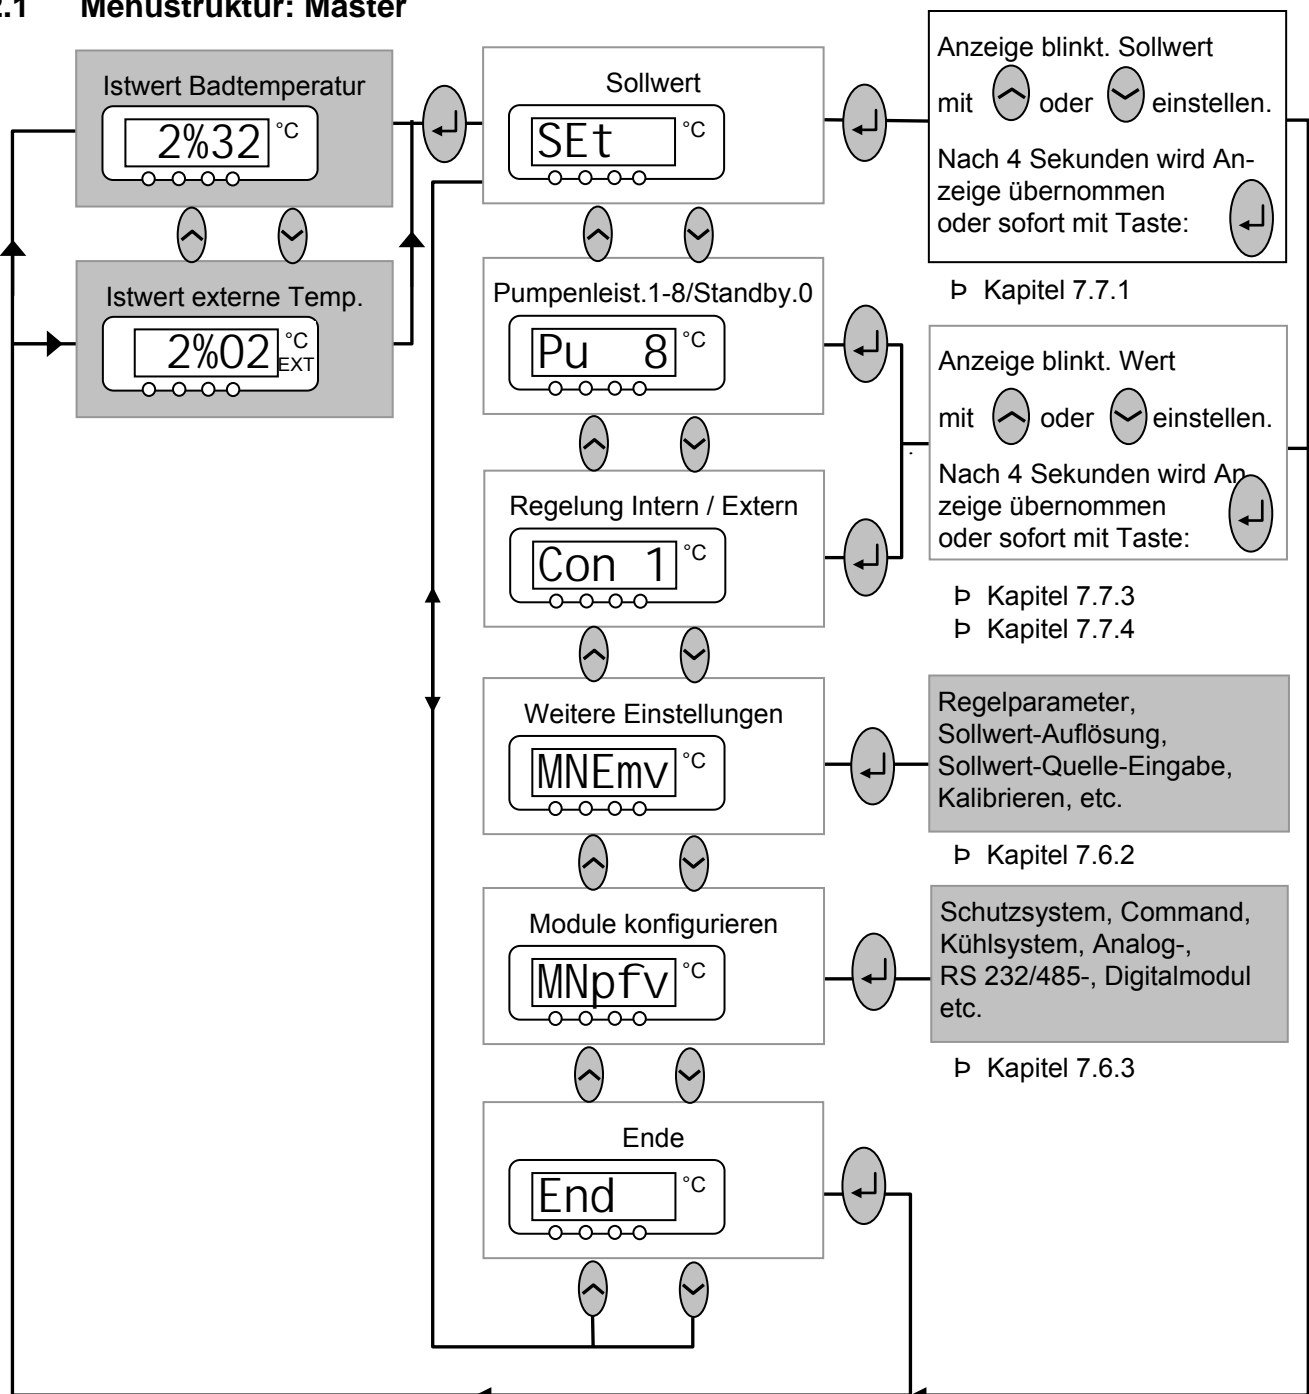 2.1 Menüstruktur: Master
Istwert Badtemperatur
2%32 °C
Istwert externe Temp.
2%02 °C
EXT
Sollwert
SEt °C
Pumpenleist.1-8/Standby.0
Pu 8 °C
Regelung Intern / Extern
Con 1 °C
Weitere Einstellungen
MNEmv °C
Module konfigurieren
MNpfv °C
Ende
End °C
Anzeige blinkt. Sollwert
mit oder einstellen.
Nach 4 Sekunden wird An-
zeige übernommen
oder sofort mit Taste:
Þ Kapitel 7.7.1
Anzeige blinkt. Wert
mit oder einstellen.
Nach 4 Sekunden wird An
zeige übernommen
oder sofort mit Taste:
Þ Kapitel 7.7.3
Þ Kapitel 7.7.4
Regelparameter,
Sollwert-Auflösung,
Sollwert-Quelle-Eingabe,
Kalibrieren, etc.
Þ Kapitel 7.6.2
Schutzsystem, Command,
Kühlsystem, Analog-,
RS 232/485-, Digitalmodul
etc.
Þ Kapitel 7.6.3